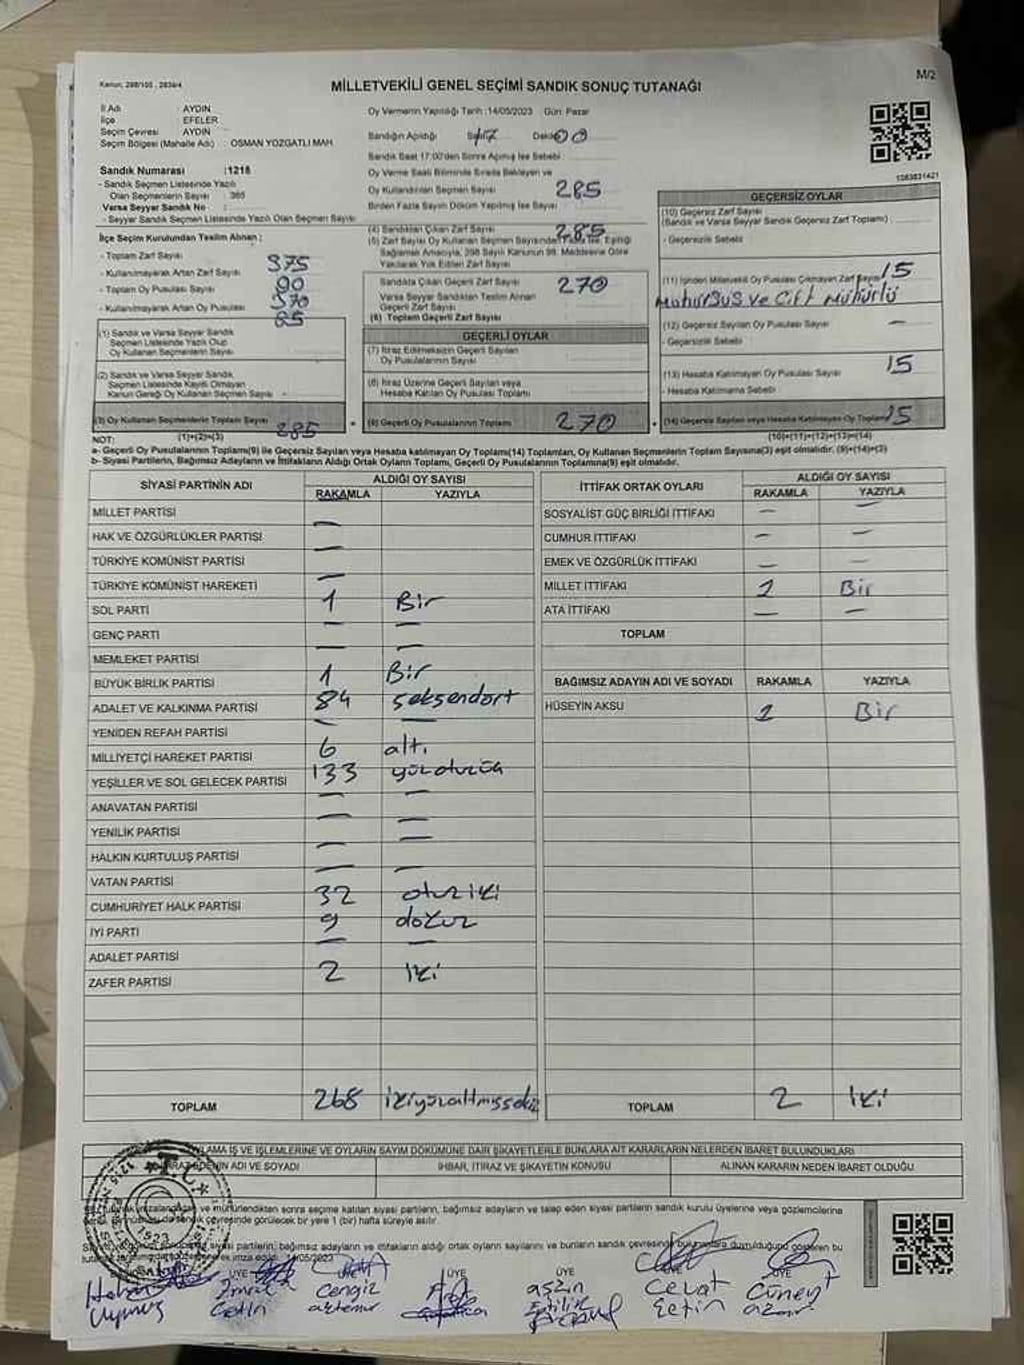 Kanun: 298/105 , 2839/4
MİLLETVEKİLİ GENEL SEÇİMİ SANDIK SONUÇ TUTANAĞI
M/2
İl Adı : AYDIN
İlçe : EFELER
Seçim Çevresi : AYDIN
Seçim Bölgesi (Mahalle Adı) : OSMAN YOZGATLI MAH.
Oy Vermenin Yapıldığı Tarih :14/05/2023 Gün: Pazar
Sandığın Açıldığı Saat 17 Dakika 00
Sandık Saat 17:00'den Sonra Açılmış İse Sebebi
Oy Verme Saati Bitiminde Sırada Bekleyen ve
Oy Kullandırılan Seçmen Sayısı 285
Birden Fazla Sayım Döküm Yapılmış İse Sayısı
1083831421
Sandık Numarası :1218
- Sandık Seçmen Listesinde Yazılı
Olan Seçmenlerin Sayısı : 365
Varsa Seyyar Sandık No :
- Seyyar Sandık Seçmen Listesinde Yazılı Olan Seçmen Sayısı:
İlçe Seçim Kurulundan Teslim Alınan :
- Toplam Zarf Sayısı 375
- Kullanılmayarak Artan Zarf Sayısı 90
- Toplam Oy Pusulası Sayısı 370
- Kullanılmayarak Artan Oy Pusulası 85
(1) Sandık ve Varsa Seyyar Sandık
Seçmen Listesinde Yazılı Olup
Oy Kullanan Seçmenlerin Sayısı
(2) Sandık ve Varsa Seyyar Sandık
Seçmen Listesinde Kayıtlı Olmayan
Kanun Gereği Oy Kullanan Seçmen Sayısı
(3) Oy Kullanan Seçmenlerin Toplam Sayısı 285
(1)+(2)=(3)
(4) Sandıktan Çıkan Zarf Sayısı 285
(5) Zarf Sayısı Oy Kullanan Seçmen Sayısından Fazla İse, Eşitliği
Sağlamak Amacıyla, 298 Sayılı Kanunun 98. Maddesine Göre
Yakılarak Yok Edilen Zarf Sayısı
Sandıkta Çıkan Geçerli Zarf Sayısı 270
Varsa Seyyar Sandıktan Teslim Alınan
Geçerli Zarf Sayısı
(6) Toplam Geçerli Zarf Sayısı
GEÇERLİ OYLAR
(7) İtiraz Edilmeksizin Geçerli Sayılan
Oy Pusulalarının Sayısı
(8) İtiraz Üzerine Geçerli Sayılan veya
Hesaba Katılan Oy Pusulası Toplamı
(9) Geçerli Oy Pusulalarının Toplamı 270
GEÇERSİZ OYLAR
(10) Geçersiz Zarf Sayısı
(Sandık ve Varsa Seyyar Sandık Geçersiz Zarf Toplamı)
- Geçersizlik Sebebi
(11) İçinden Milletvekili Oy Pusulası Çıkmayan Zarf Sayısı 15
Mühürsüs ve Çift Mühürlü
(12) Geçersiz Sayılan Oy Pusulası Sayısı —
- Geçersizlik Sebebi
(13) Hesaba Katılmayan Oy Pusulası Sayısı 15
- Hesaba Katılmama Sebebi
(14) Geçersiz Sayılan veya Hesaba Katılmayan Oy Toplamı 15
(10)+(11)+(12)+(13)=(14)
NOT:
a- Geçerli Oy Pusulasının Toplamı(9) ile Geçersiz Sayılan veya Hesaba katılmayan Oy Toplamı(14) Toplamları, Oy Kullanan Seçmenlerin Toplam Sayısına(3) eşit olmalıdır. (9)+(14)=(3)
b- Siyasi Partilerin, Bağımsız Adayların ve İttifakların Aldığı Ortak Oyların Toplamı, Geçerli Oy Pusulalarının Toplamına(9) eşit olmalıdır.
SİYASİ PARTİNİN ADI ALDIĞI OY SAYISI
RAKAMLA YAZIYLA
MİLLET PARTİSİ —
HAK VE ÖZGÜRLÜKLER PARTİSİ —
TÜRKİYE KOMÜNİST PARTİSİ —
TÜRKİYE KOMÜNİST HAREKETİ 1 Bir
SOL PARTİ — —
GENÇ PARTİ — —
MEMLEKET PARTİSİ 1 Bir
BÜYÜK BİRLİK PARTİSİ
ADALET VE KALKINMA PARTİSİ 84 seksendört
YENİDEN REFAH PARTİSİ — —
MİLLİYETÇİ HAREKET PARTİSİ 6 altı
YEŞİLLER VE SOL GELECEK PARTİSİ 133
ANAVATAN PARTİSİ — —
YENİLİK PARTİSİ — —
HALKIN KURTULUŞ PARTİSİ — —
VATAN PARTİSİ — —
CUMHURİYET HALK PARTİSİ 32 otuziki
İYİ PARTİ 9 dokuz
ADALET PARTİSİ — —
ZAFER PARTİSİ 2 iki
TOPLAM 268 ikiyüzaltmışsekiz
İTTİFAK ORTAK OYLARI ALDIĞI OY SAYISI
RAKAMLA YAZIYLA
SOSYALİST GÜÇ BİRLİĞİ İTTİFAKI — —
CUMHUR İTTİFAKI — —
EMEK VE ÖZGÜRLÜK İTTİFAKI — —
MİLLET İTTİFAKI 1 Bir
ATA İTTİFAKI — —
TOPLAM
BAĞIMSIZ ADAYIN ADI VE SOYADI RAKAMLA YAZIYLA
HÜSEYİN AKSU 1 Bir
TOPLAM 2 iki
OYLAMA İŞ VE İŞLEMLERİNE VE OYLARIN SAYIM DÖKÜMÜNE DAİR ŞİKAYETLERLE BUNLARA AİT KARARLARIN NELERDEN İBARET BULUNDUKLARI
ADI VE SOYADI İHBAR, İTİRAZ VE ŞİKAYETİN KONUSU ALINAN KARARIN NEDEN İBARET OLDUĞU
ve mühürlendikten sonra seçime katılan siyasi partilerin, bağımsız adayların ve talep eden siyasi partilerin sandık kurulu üyelerine veya gözlemcilerine
çevresinde görülecek bir yere 1 (bir) hafta süreyle asılır.
siyasi partilerin, bağımsız adayların ve ittifakların aldığı ortak oyların sayılarını ve bunların sandık çevresinde
14/05/2023
ÜYE ÜYE ÜYE ÜYE ÜYE ÜYE
Cengiz Cevat Cüneyt
Çetin